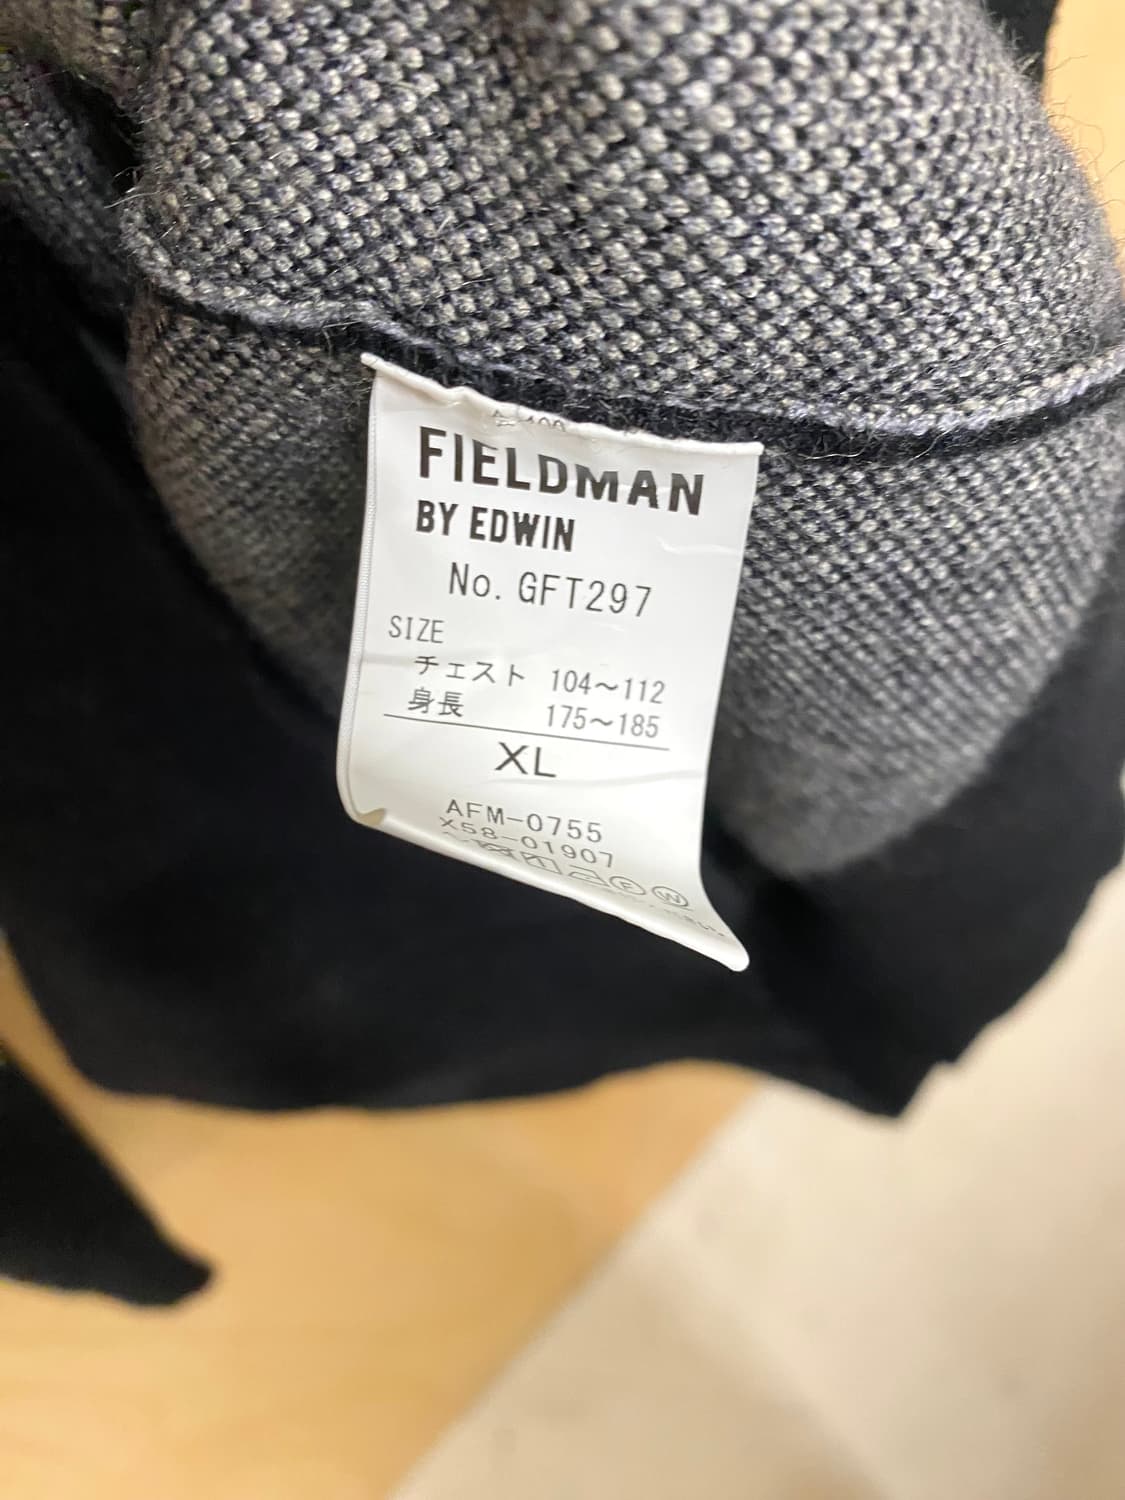 FIELDMAN
BY EDWIN
No. GFT297
SIZE
チェスト 104～112
身長 175～185
XL
AFM-0755
X58-01907
F W